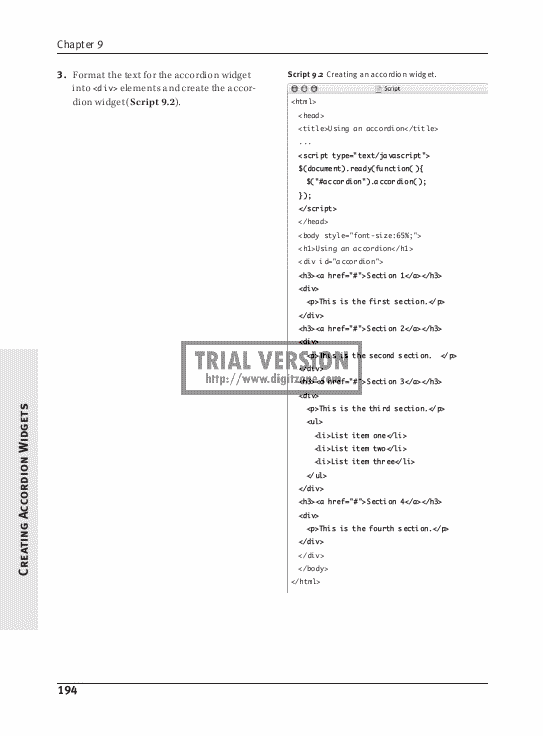 Chapter 9
3. Format the text for the accordion widget
into <div> elements and create the accor-
dion widget (Script 9.2).
Script 9.2 Creating an accordion widget.
Script
<html>
<head>
<title>Using an accordion</title>
...
<script type="text/javascript">
$(document).ready(function(){
$("#accordion").accordion();
});
</script>
</head>
<body style="font-size:65%;">
<h1>Using an accordion</h1>
<div id="accordion">
<h3><a href="#">Section 1</a></h3>
<div>
<p>This is the first section.</p>
</div>
<h3><a href="#">Section 2</a></h3>
<div>
<p>This is the second section. </p>
</div>
<h3><a href="#">Section 3</a></h3>
<div>
<p>This is the third section.</p>
<ul>
<li>List item one</li>
<li>List item two</li>
<li>List item three</li>
</ul>
</div>
<h3><a href="#">Section 4</a></h3>
<div>
<p>This is the fourth section.</p>
</div>
</div>
</body>
</html>
TRIAL VERSION
http://www.digitzone.com
CREATING ACCORDION WIDGETS
194